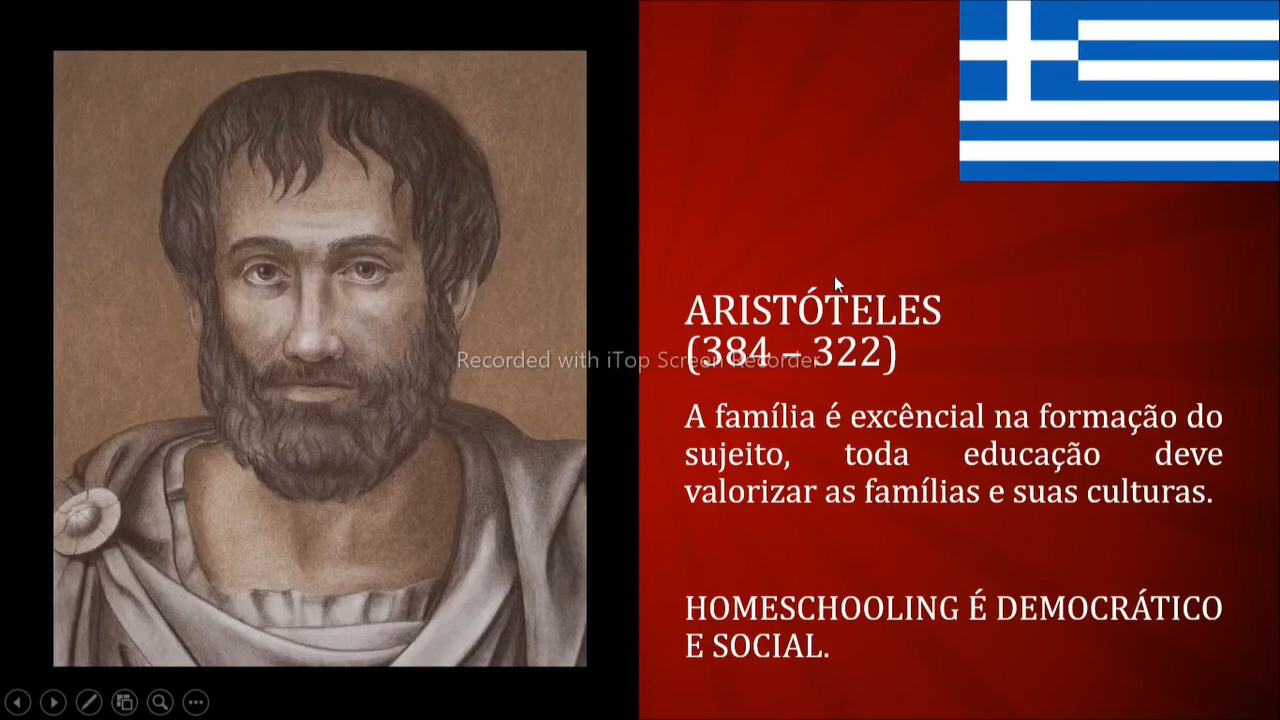 ARISTÓTELES
(384 – 322)
Recorded with iTop Screen Recorder
A família é excêncial na formação do
sujeito, toda educação deve
valorizar as famílias e suas culturas.
HOMESCHOOLING É DEMOCRÁTICO
E SOCIAL.